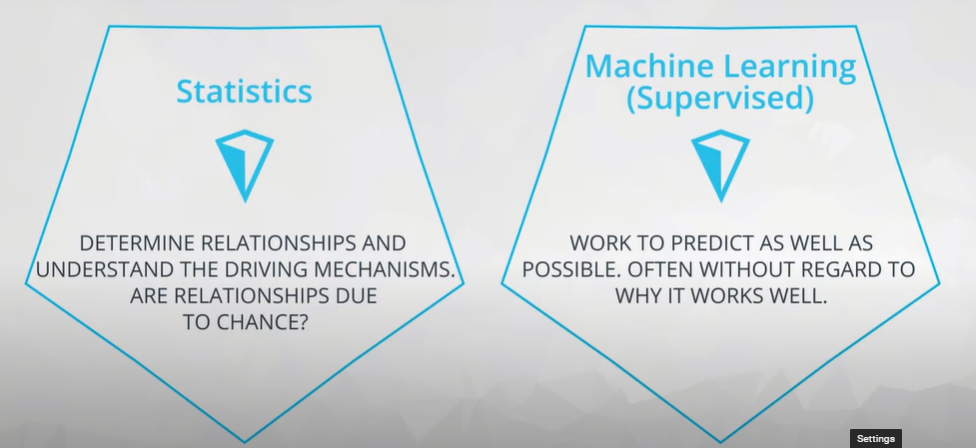 Statistics
DETERMINE RELATIONSHIPS AND
UNDERSTAND THE DRIVING MECHANISMS.
ARE RELATIONSHIPS DUE
TO CHANCE?
Machine Learning
(Supervised)
WORK TO PREDICT AS WELL AS
POSSIBLE. OFTEN WITHOUT REGARD TO
WHY IT WORKS WELL.
Settings